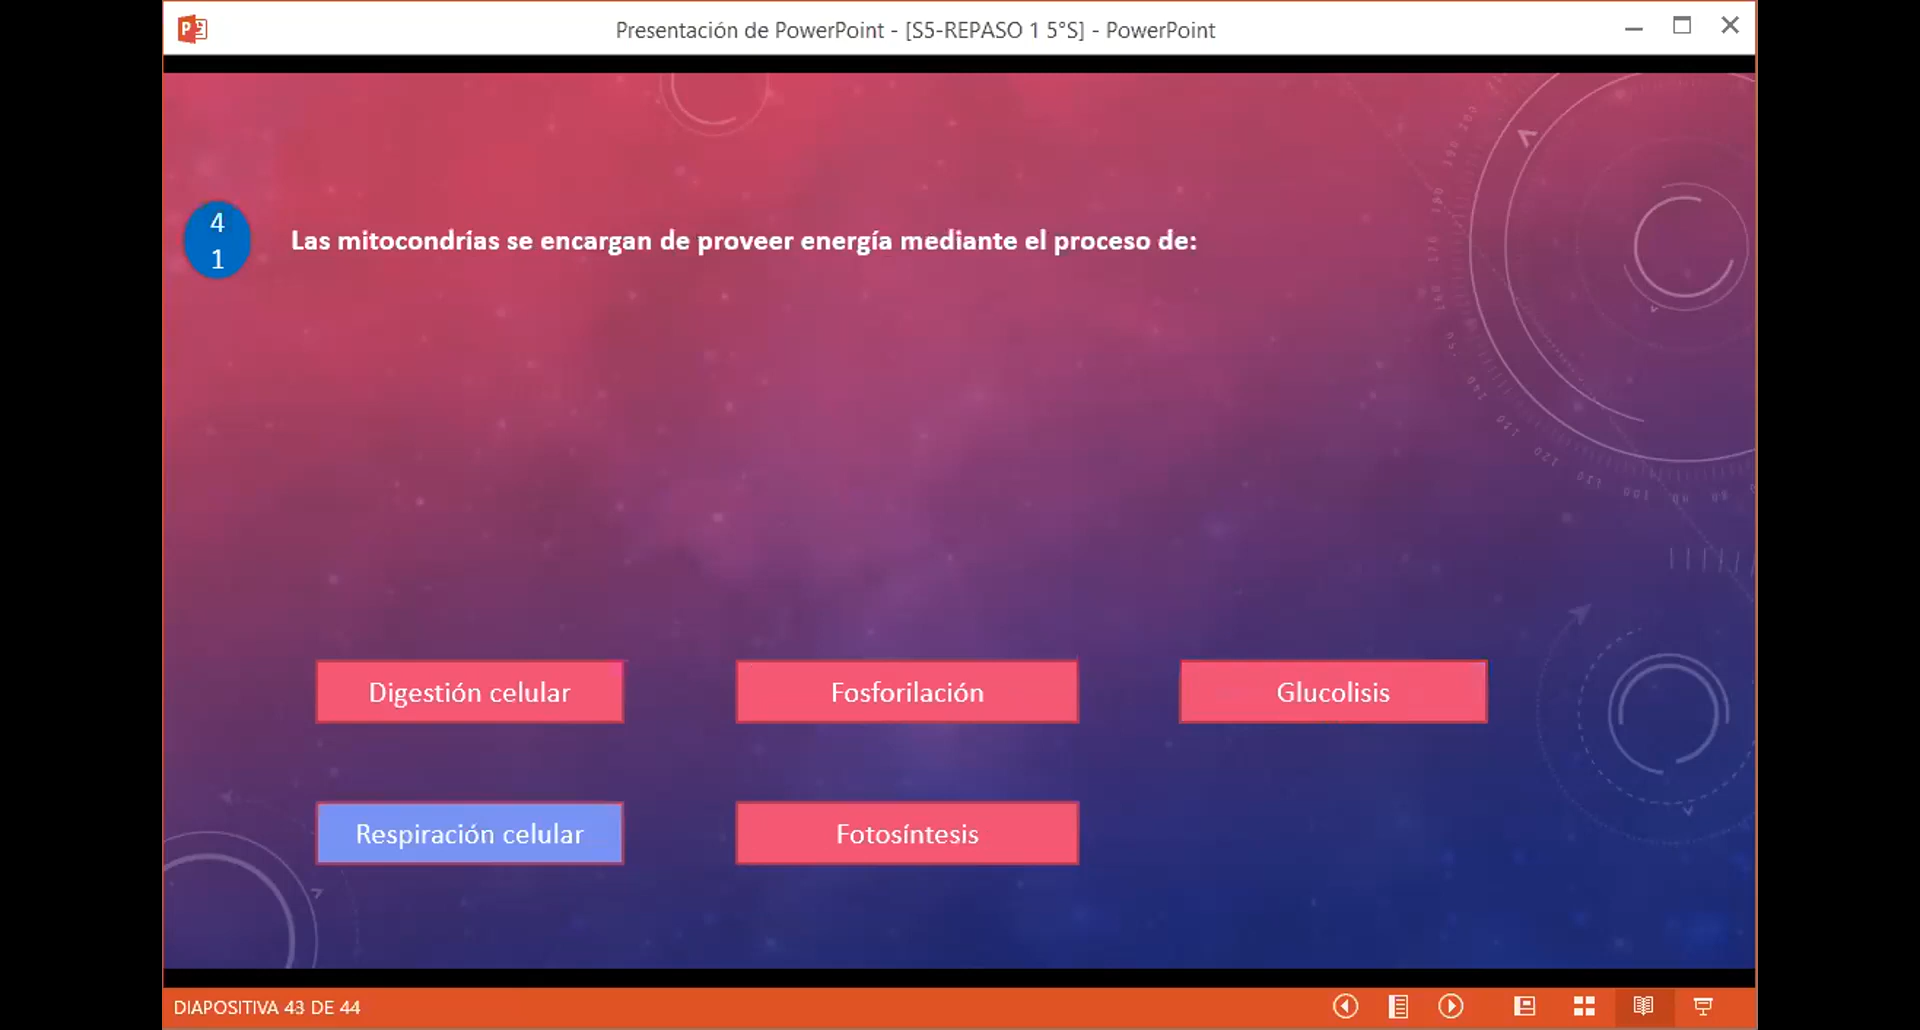 Presentación de PowerPoint - [S5-REPASO 1 5°S] - PowerPoint
4
1
Las mitocondrias se encargan de proveer energía mediante el proceso de:
Digestión celular
Fosforilación
Glucolisis
Respiración celular
Fotosíntesis
DIAPOSITIVA 43 DE 44